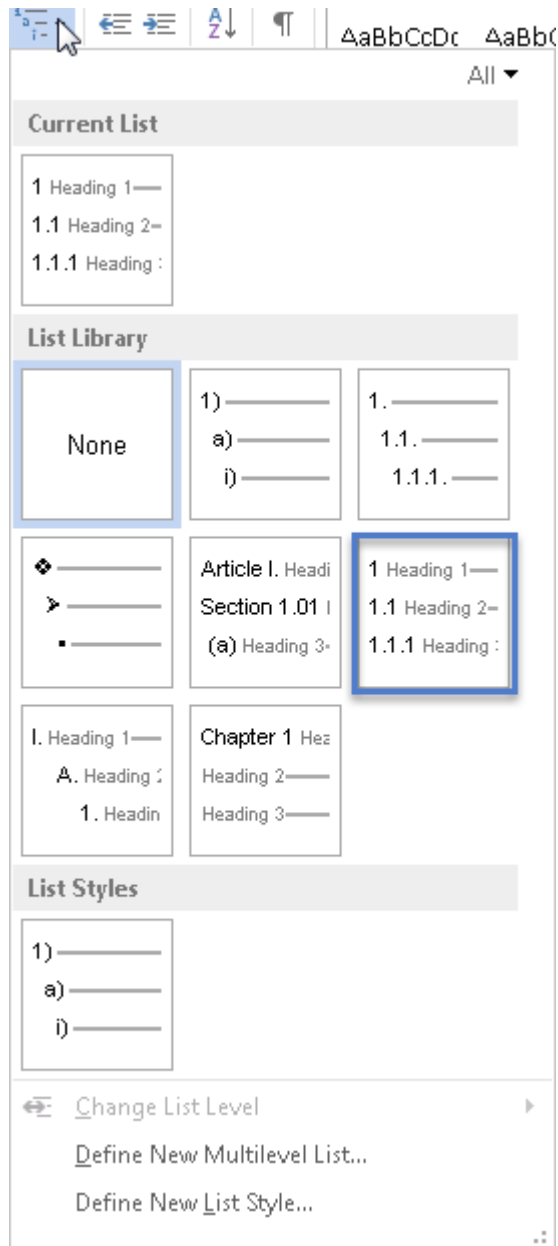 AaBbCcDc AaBb
All
Current List
1 Heading 1
1.1 Heading 2
1.1.1 Heading
List Library
None
1)
a)
i)
1.
1.1.
1.1.1.
Article I. Headi
Section 1.01
(a) Heading 3
1 Heading 1
1.1 Heading 2
1.1.1 Heading
I. Heading 1
A. Heading
1. Headin
Chapter 1 Hea
Heading 2
Heading 3
List Styles
1)
a)
i)
Change List Level
Define New Multilevel List...
Define New List Style...